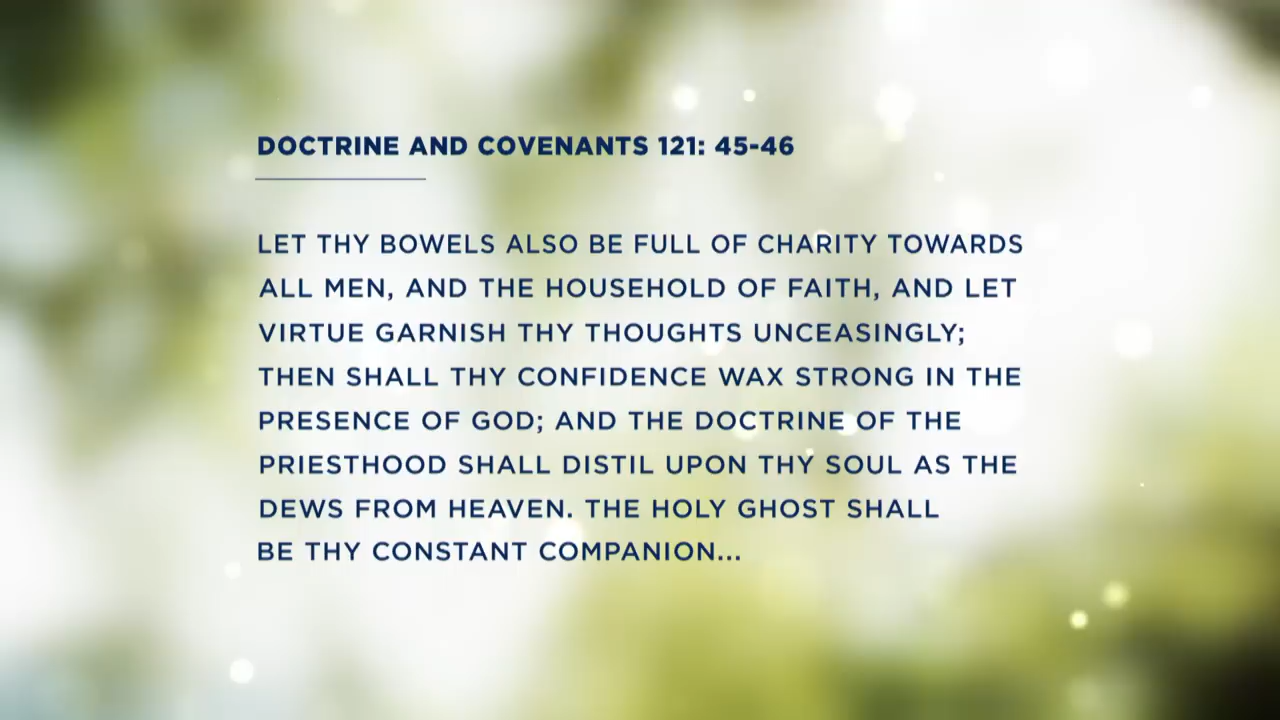 DOCTRINE AND COVENANTS 121: 45-46
LET THY BOWELS ALSO BE FULL OF CHARITY TOWARDS
ALL MEN, AND THE HOUSEHOLD OF FAITH, AND LET
VIRTUE GARNISH THY THOUGHTS UNCEASINGLY;
THEN SHALL THY CONFIDENCE WAX STRONG IN THE
PRESENCE OF GOD; AND THE DOCTRINE OF THE
PRIESTHOOD SHALL DISTIL UPON THY SOUL AS THE
DEWS FROM HEAVEN. THE HOLY GHOST SHALL
BE THY CONSTANT COMPANION...